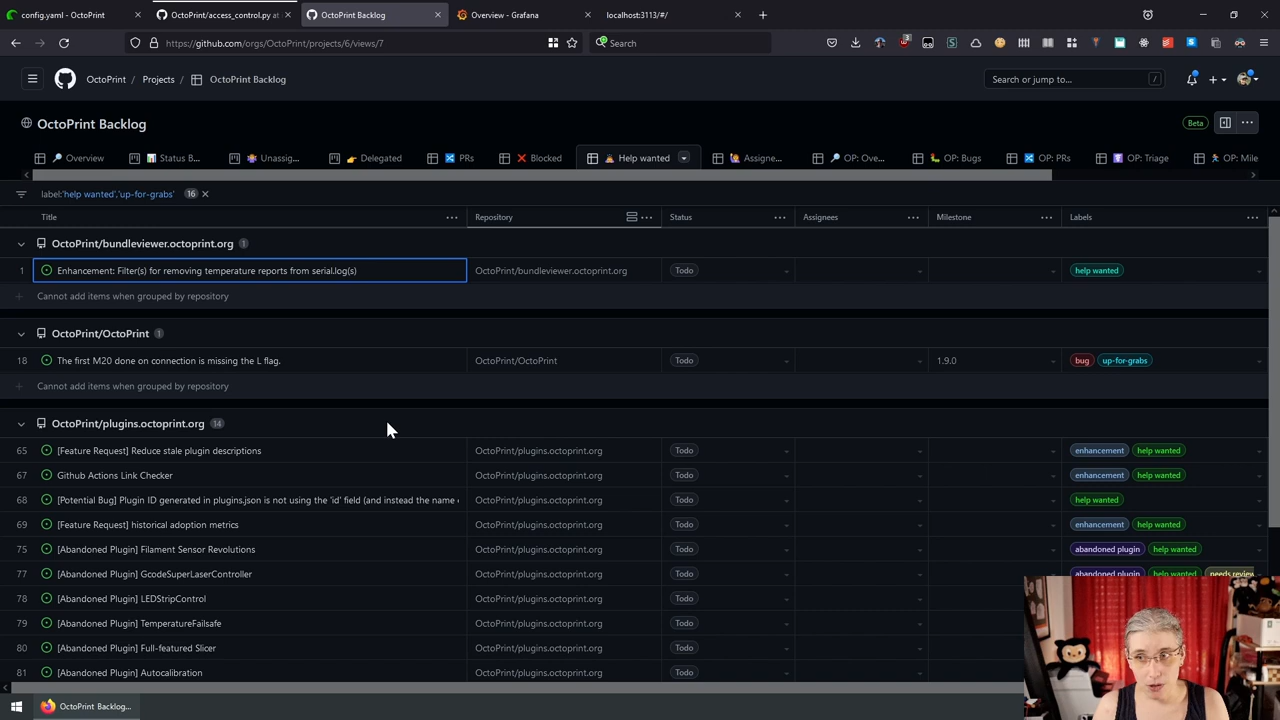 config.yaml - OctoPrint
OctoPrint/access_control.py at
OctoPrint Backlog
Overview - Grafana
localhost:3113/#/
https://github.com/orgs/OctoPrint/projects/6/views/7
Search
OctoPrint
Projects
OctoPrint Backlog
Search or jump to...
/
OctoPrint Backlog
Beta
Overview
Status B...
Unassig...
Delegated
PRs
Blocked
Help wanted
Assigne...
OP: Ove...
OP: Bugs
OP: PRs
OP: Triage
OP: Mile
label:'help wanted','up-for-grabs' 16
Title
Repository
Status
Assignees
Milestone
Labels
OctoPrint/bundleviewer.octoprint.org 1
1 Enhancement: Filter(s) for removing temperature reports from serial.log(s) OctoPrint/bundleviewer.octoprint.org Todo help wanted
Cannot add items when grouped by repository
OctoPrint/OctoPrint 1
18 The first M20 done on connection is missing the L flag. OctoPrint/OctoPrint Todo 1.9.0 bug up-for-grabs
Cannot add items when grouped by repository
OctoPrint/plugins.octoprint.org 14
65 [Feature Request] Reduce stale plugin descriptions OctoPrint/plugins.octoprint.org Todo enhancement help wanted
67 Github Actions Link Checker OctoPrint/plugins.octoprint.org Todo enhancement help wanted
68 [Potential Bug] Plugin ID generated in plugins.json is not using the 'id' field (and instead the name OctoPrint/plugins.octoprint.org Todo help wanted
69 [Feature Request] historical adoption metrics OctoPrint/plugins.octoprint.org Todo enhancement help wanted
75 [Abandoned Plugin] Filament Sensor Revolutions OctoPrint/plugins.octoprint.org Todo abandoned plugin help wanted
77 [Abandoned Plugin] GcodeSuperLaserController OctoPrint/plugins.octoprint.org Todo abandoned plugin help wanted needs review
78 [Abandoned Plugin] LEDStripControl OctoPrint/plugins.octoprint.org Todo
79 [Abandoned Plugin] TemperatureFailsafe OctoPrint/plugins.octoprint.org Todo
80 [Abandoned Plugin] Full-featured Slicer OctoPrint/plugins.octoprint.org Todo
81 [Abandoned Plugin] Autocalibration OctoPrint/plugins.octoprint.org Todo
OctoPrint Backlog...